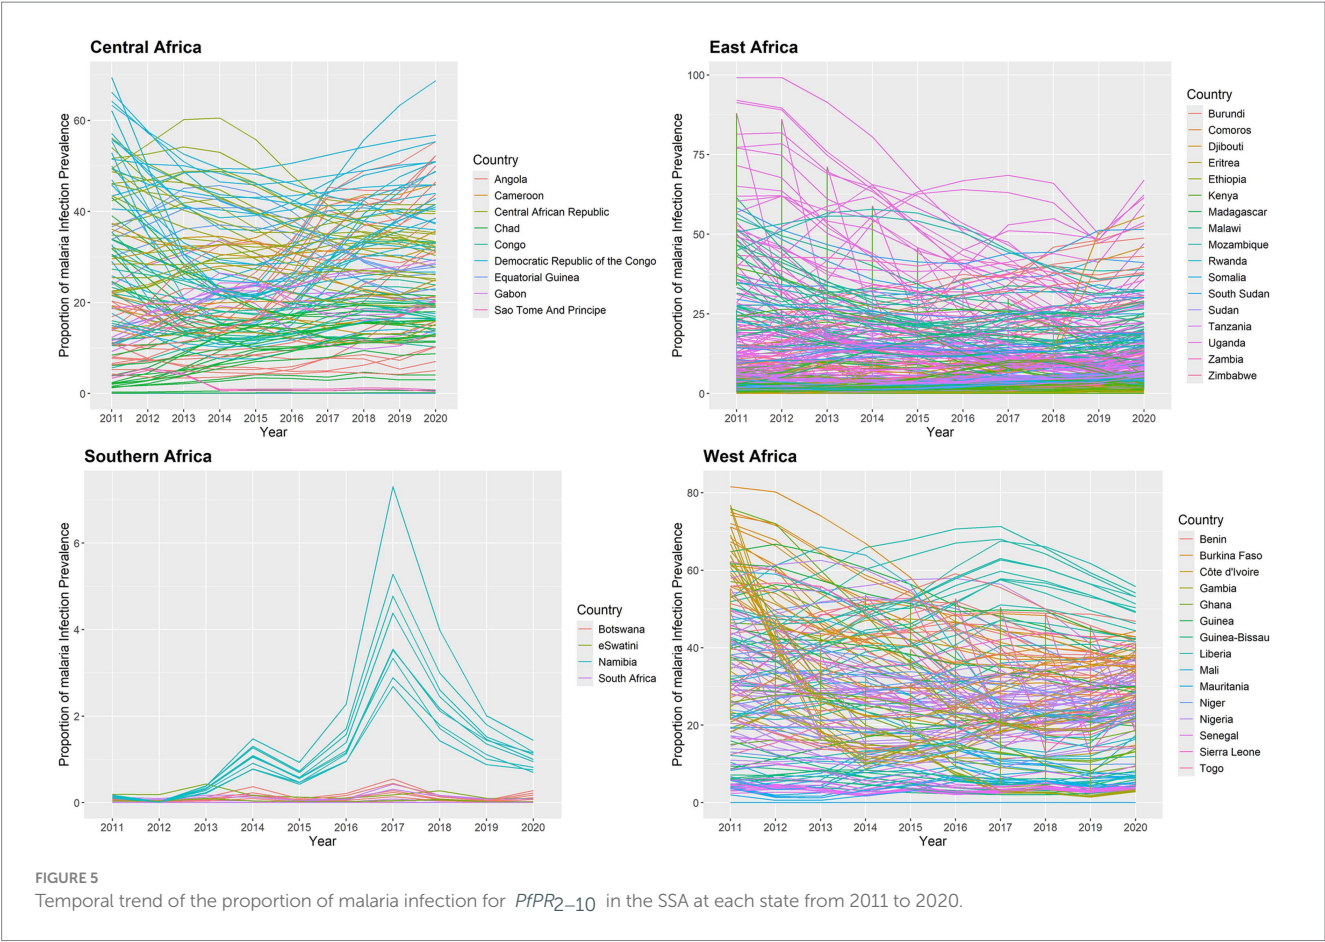 Central Africa
Proportion of malaria Infection Prevalence
60
40
20
0
2011 2012 2013 2014 2015 2016 2017 2018 2019 2020
Year
Country
Angola
Cameroon
Central African Republic
Chad
Congo
Democratic Republic of the Congo
Equatorial Guinea
Gabon
Sao Tome And Principe
East Africa
Proportion of malaria Infection Prevalence
100
75
50
25
0
2011 2012 2013 2014 2015 2016 2017 2018 2019 2020
Year
Country
Burundi
Comoros
Djibouti
Eritrea
Ethiopia
Kenya
Madagascar
Malawi
Mozambique
Rwanda
Somalia
South Sudan
Sudan
Tanzania
Uganda
Zambia
Zimbabwe
Southern Africa
Proportion of malaria Infection Prevalence
6
4
2
0
2011 2012 2013 2014 2015 2016 2017 2018 2019 2020
Year
Country
Botswana
eSwatini
Namibia
South Africa
West Africa
Proportion of malaria Infection Prevalence
80
60
40
20
0
2011 2012 2013 2014 2015 2016 2017 2018 2019 2020
Year
Country
Benin
Burkina Faso
Côte d'Ivoire
Gambia
Ghana
Guinea
Guinea-Bissau
Liberia
Mali
Mauritania
Niger
Nigeria
Senegal
Sierra Leone
Togo
FIGURE 5
Temporal trend of the proportion of malaria infection for PfPR2–10 in the SSA at each state from 2011 to 2020.